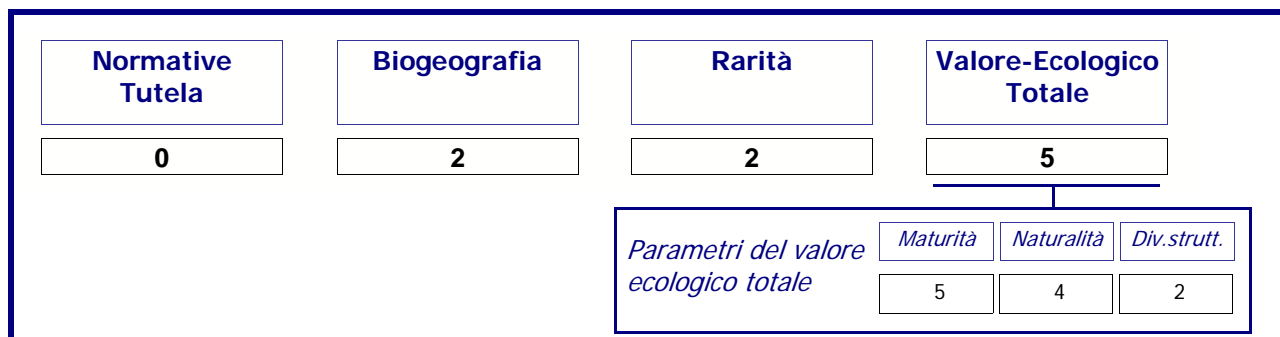 Normative Tutela
Biogeografia
Rarità
Valore-Ecologico Totale
0
2
2
5
Parametri del valore
ecologico totale
Maturità
Naturalità
Div.strutt.
5
4
2